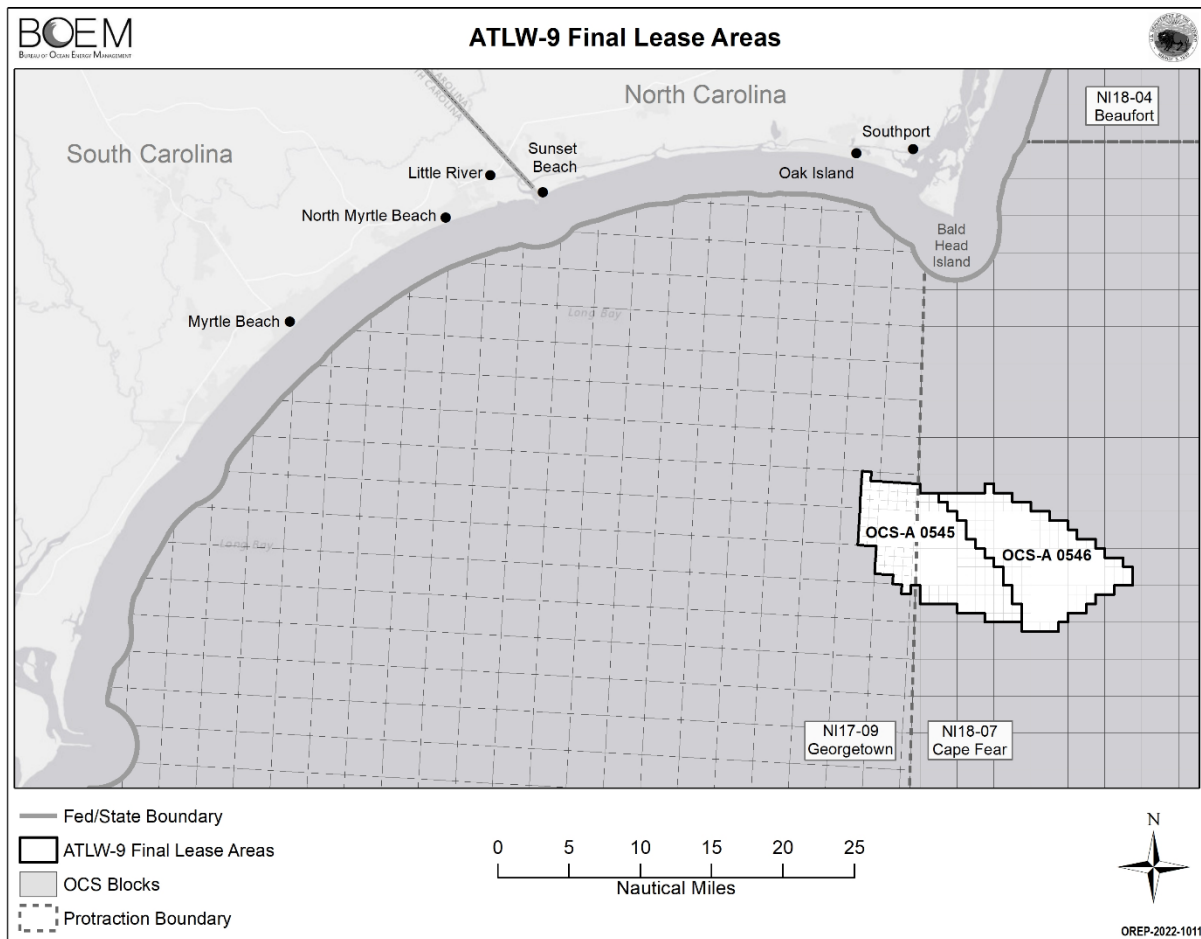 BOEM
BUREAU OF OCEAN ENERGY MANAGEMENT
ATLW-9 Final Lease Areas
CAROLINA
CAROLINA
North Carolina
NI18-04
Beaufort
South Carolina
Southport
Sunset
Beach
Little River
Oak Island
North Myrtle Beach
Bald
Head
Island
Long Bay
Myrtle Beach
OCS-A 0545
OCS-A 0546
Long Bay
NI17-09
Georgetown
NI18-07
Cape Fear
Fed/State Boundary
ATLW-9 Final Lease Areas
OCS Blocks
Protraction Boundary
0 5 10 15 20 25
Nautical Miles
N
OREP-2022-1011